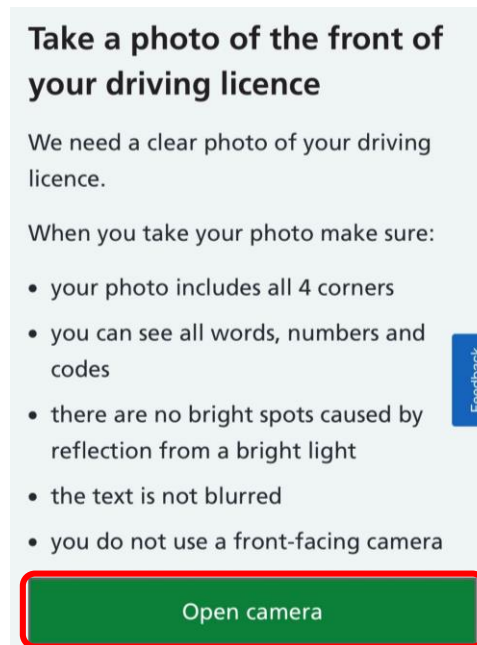 Take a photo of the front of
your driving licence
We need a clear photo of your driving
licence.
When you take your photo make sure:
• your photo includes all 4 corners
• you can see all words, numbers and
codes
• there are no bright spots caused by
reflection from a bright light
• the text is not blurred
• you do not use a front-facing camera
Feedback
Open camera